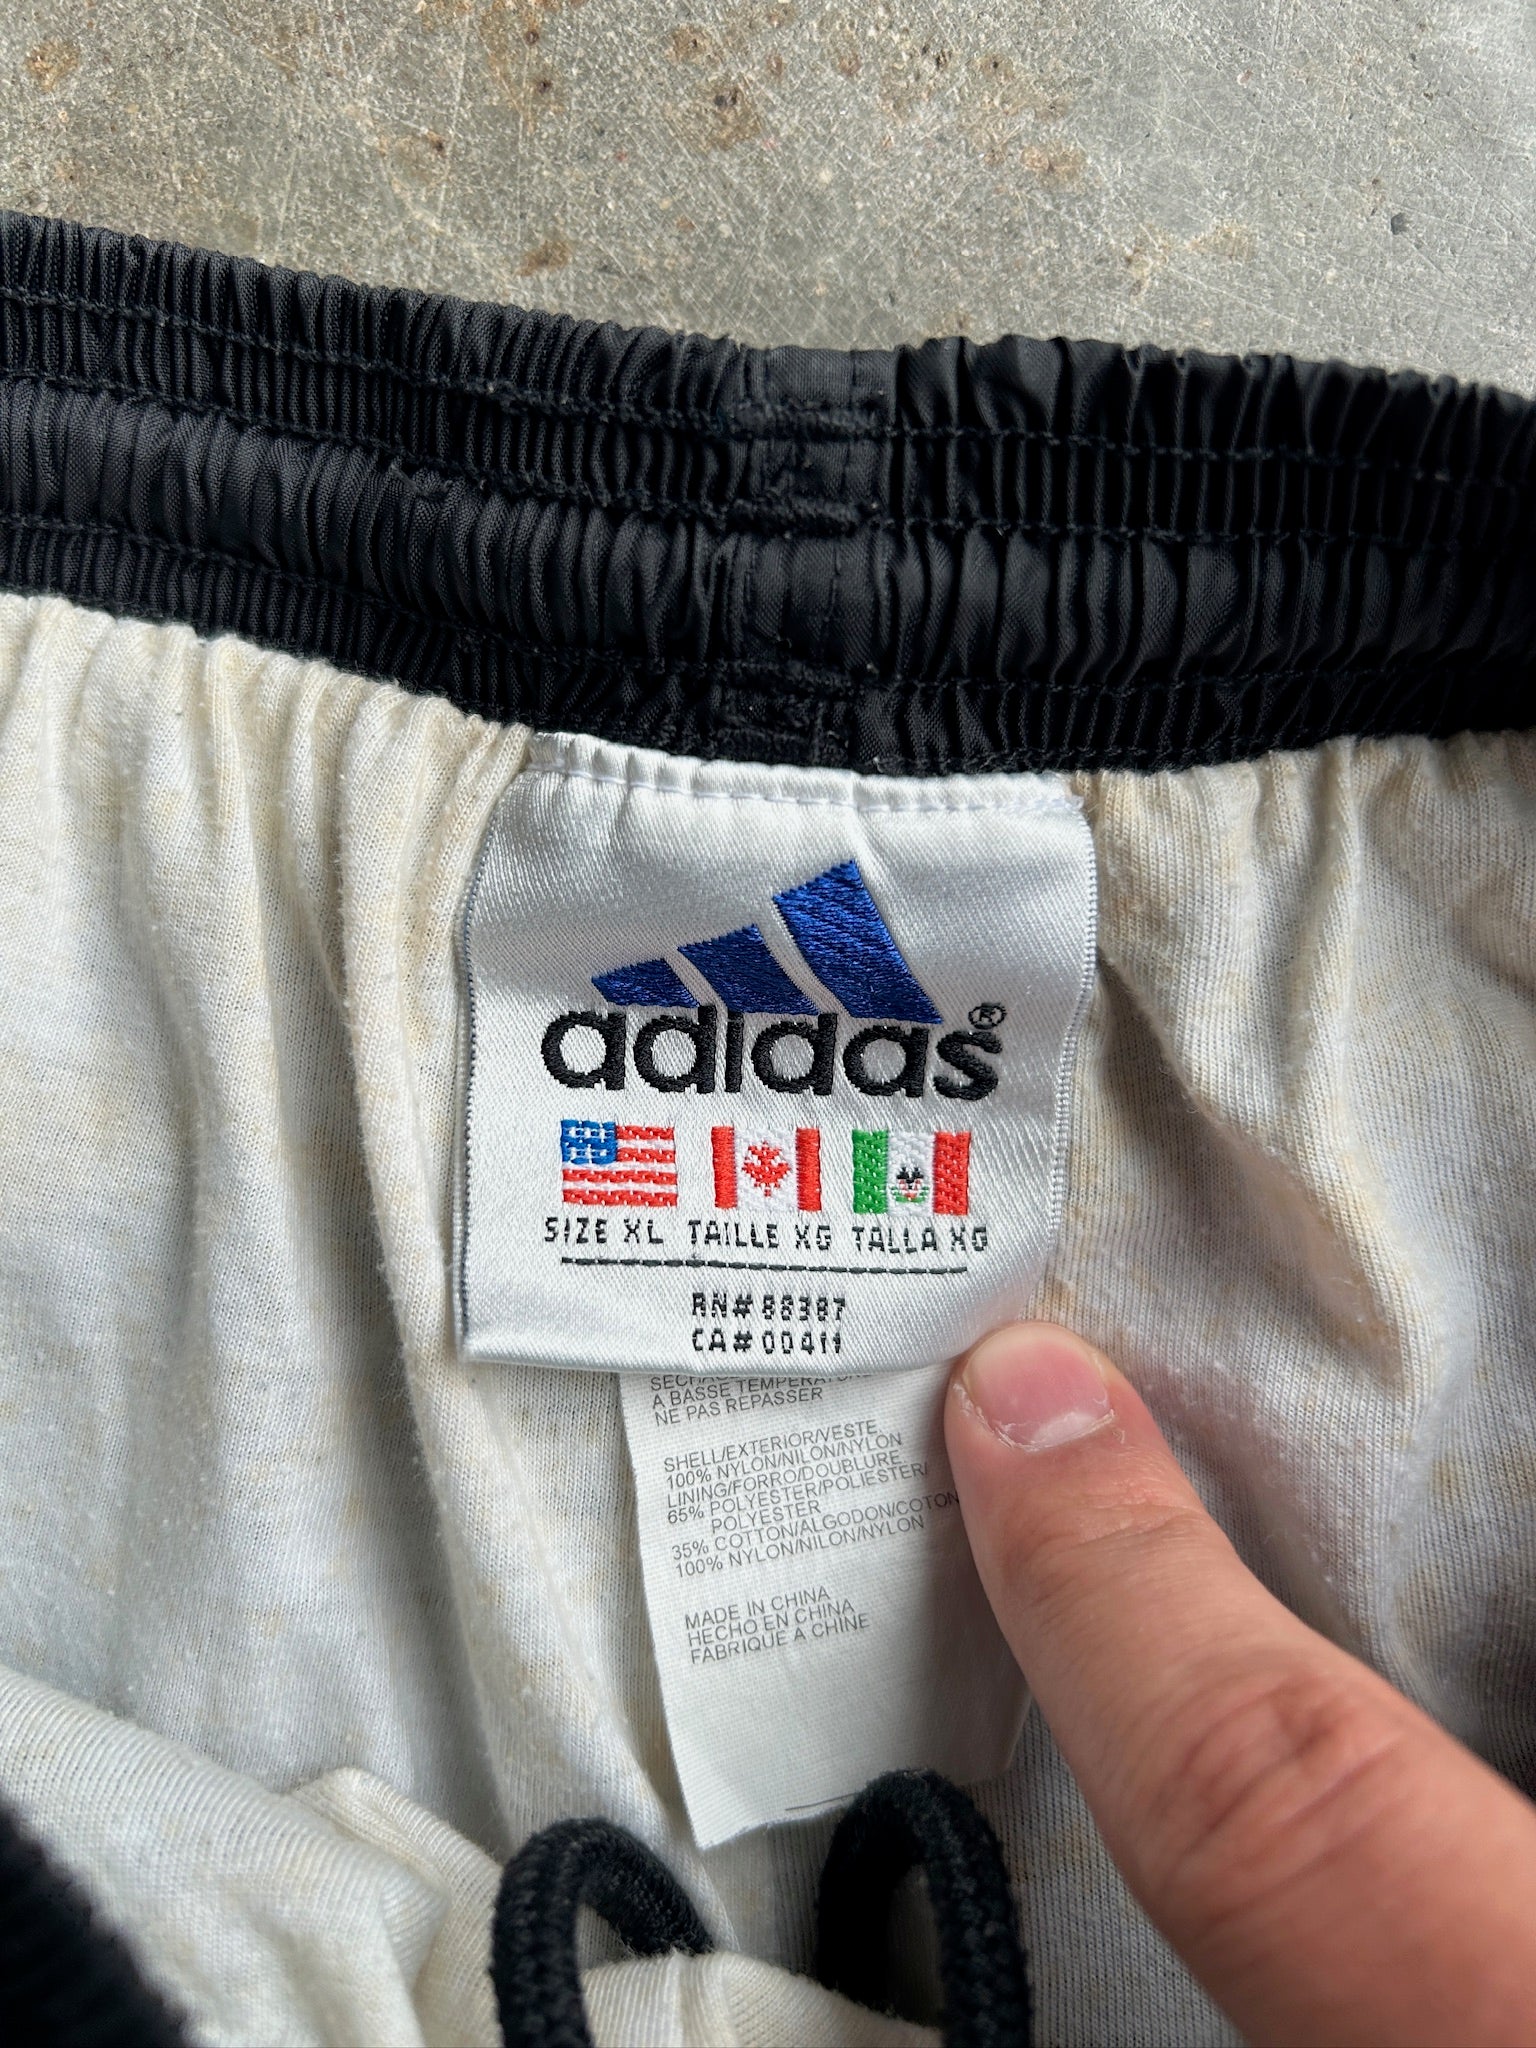 adidas®
SIZE XL TAILLE XG TALLA XG
RN# 88387
CA# 00411
A BASSE TEMPERATURE
NE PAS REPASSER
SHELL/EXTERIOR/VESTE
100% NYLON/NILON/NYLON
LINING/FORRO/DOUBLURE
65% POLYESTER/POLIESTER/
POLYESTER
35% COTTON/ALGODON/COTON
100% NYLON/NILON/NYLON
MADE IN CHINA
HECHO EN CHINA
FABRIQUE A CHINE